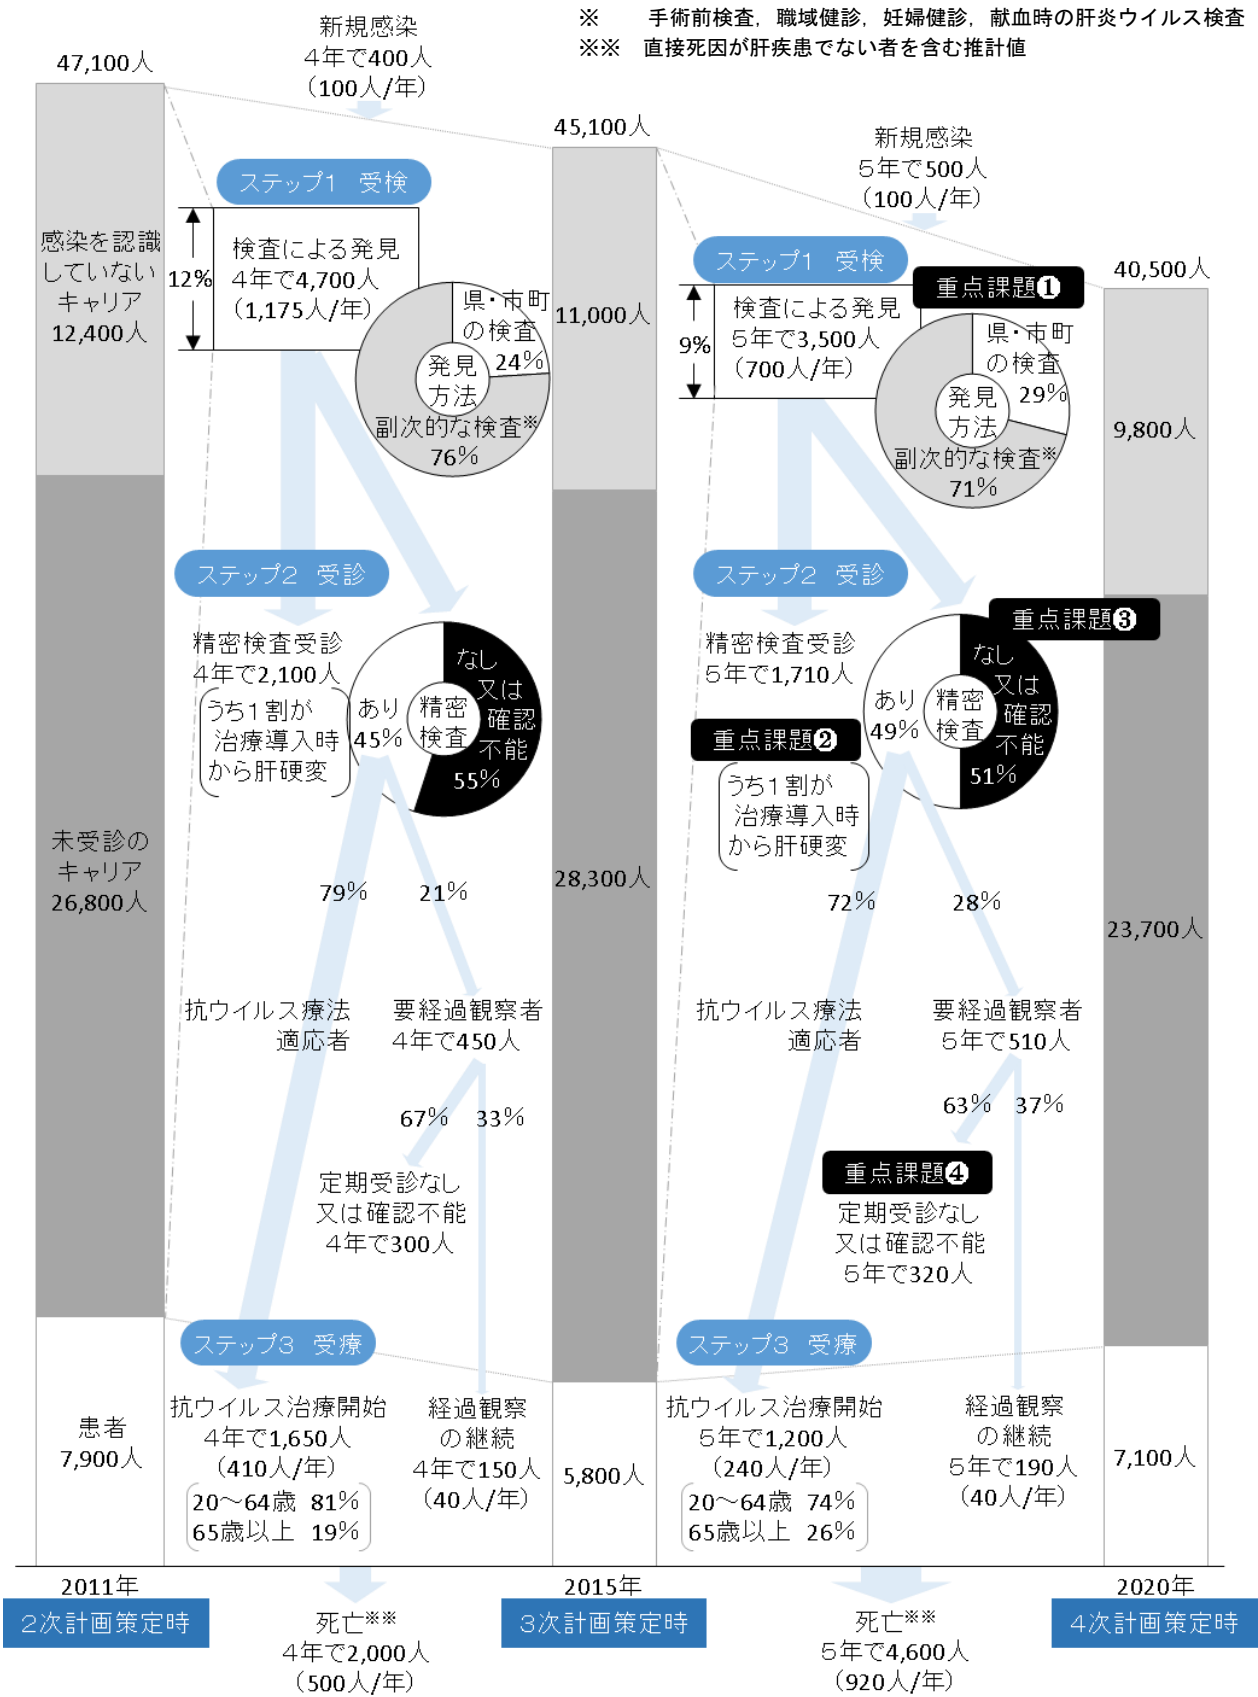 ※　手術前検査，職域健診，妊婦健診，献血時の肝炎ウイルス検査
※※　直接死因が肝疾患でない者を含む推計値
47,100人
新規感染
４年で400人
（100人/年）
ステップ1　受検
12%
検査による発見
４年で4,700人
（1,175人/年）
県・市町
の検査
24%
発見
方法
副次的な検査※
76%
感染を認識
していない
キャリア
12,400人
ステップ2　受診
精密検査受診
４年で2,100人
うち１割が
治療導入時
から肝硬変
あり
45%
精密
検査
なし
又は
確認
不能
55%
未受診の
キャリア
26,800人
79%
21%
抗ウイルス療法
適応者
要経過観察者
４年で450人
67%
33%
定期受診なし
又は確認不能
４年で300人
ステップ3　受療
患者
7,900人
抗ウイルス治療開始
４年で1,650人
（410人/年）
20～64歳 81%
65歳以上 19%
経過観察
の継続
４年で150人
（40人/年）
2011年
2次計画策定時
死亡※※
４年で2,000人
（500人/年）
45,100人
11,000人
28,300人
5,800人
2015年
3次計画策定時
新規感染
５年で500人
（100人/年）
ステップ1　受検
重点課題❶
9%
検査による発見
５年で3,500人
（700人/年）
県・市町
の検査
29%
発見
方法
副次的な検査※
71%
ステップ2　受診
重点課題❸
精密検査受診
５年で1,710人
重点課題❷
うち１割が
治療導入時
から肝硬変
あり
49%
精密
検査
なし
又は
確認
不能
51%
72%
28%
抗ウイルス療法
適応者
要経過観察者
５年で510人
63%
37%
重点課題❹
定期受診なし
又は確認不能
５年で320人
ステップ3　受療
抗ウイルス治療開始
５年で1,200人
（240人/年）
20～64歳 74%
65歳以上 26%
経過観察
の継続
５年で190人
（40人/年）
死亡※※
５年で4,600人
（920人/年）
40,500人
9,800人
23,700人
7,100人
2020年
4次計画策定時